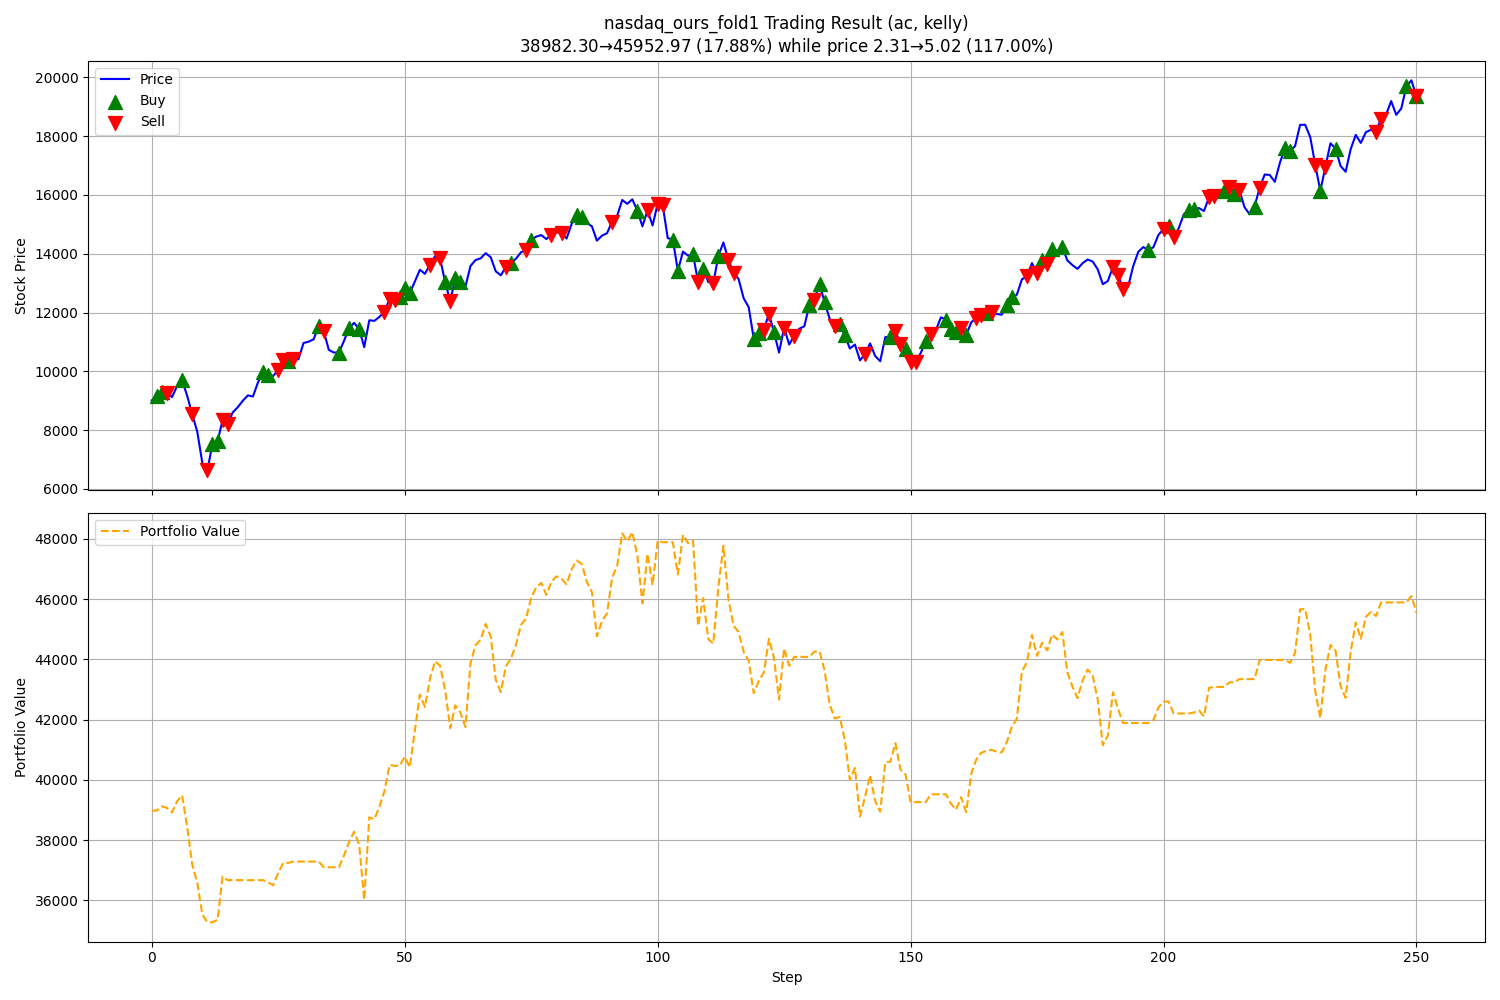 nasdaq_ours_fold1 Trading Result (ac, kelly)
38982.30→45952.97 (17.88%) while price 2.31→5.02 (117.00%)
Price
Buy
Sell
Stock Price
20000
18000
16000
14000
12000
10000
8000
6000
Portfolio Value
Portfolio Value
48000
46000
44000
42000
40000
38000
36000
0 50 100 150 200 250
Step